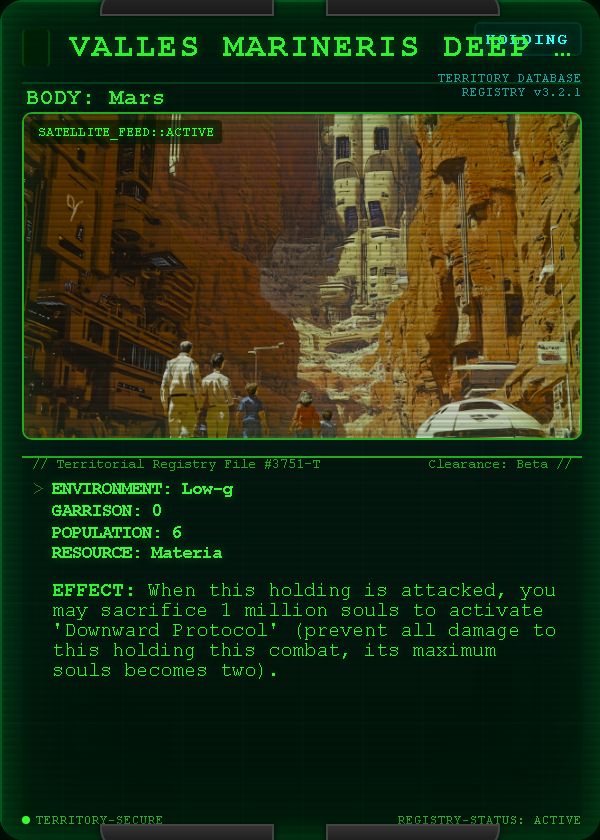 VALLES MARINERIS DEEP …
HOLDING
TERRITORY DATABASE
REGISTRY v3.2.1
BODY: Mars
SATELLITE_FEED::ACTIVE
// Territorial Registry File #3751-T
Clearance: Beta //
> ENVIRONMENT: Low-g
GARRISON: 0
POPULATION: 6
RESOURCE: Materia
EFFECT: When this holding is attacked, you
may sacrifice 1 million souls to activate
'Downward Protocol' (prevent all damage to
this holding this combat, its maximum
souls becomes two).
TERRITORY-SECURE
REGISTRY-STATUS: ACTIVE